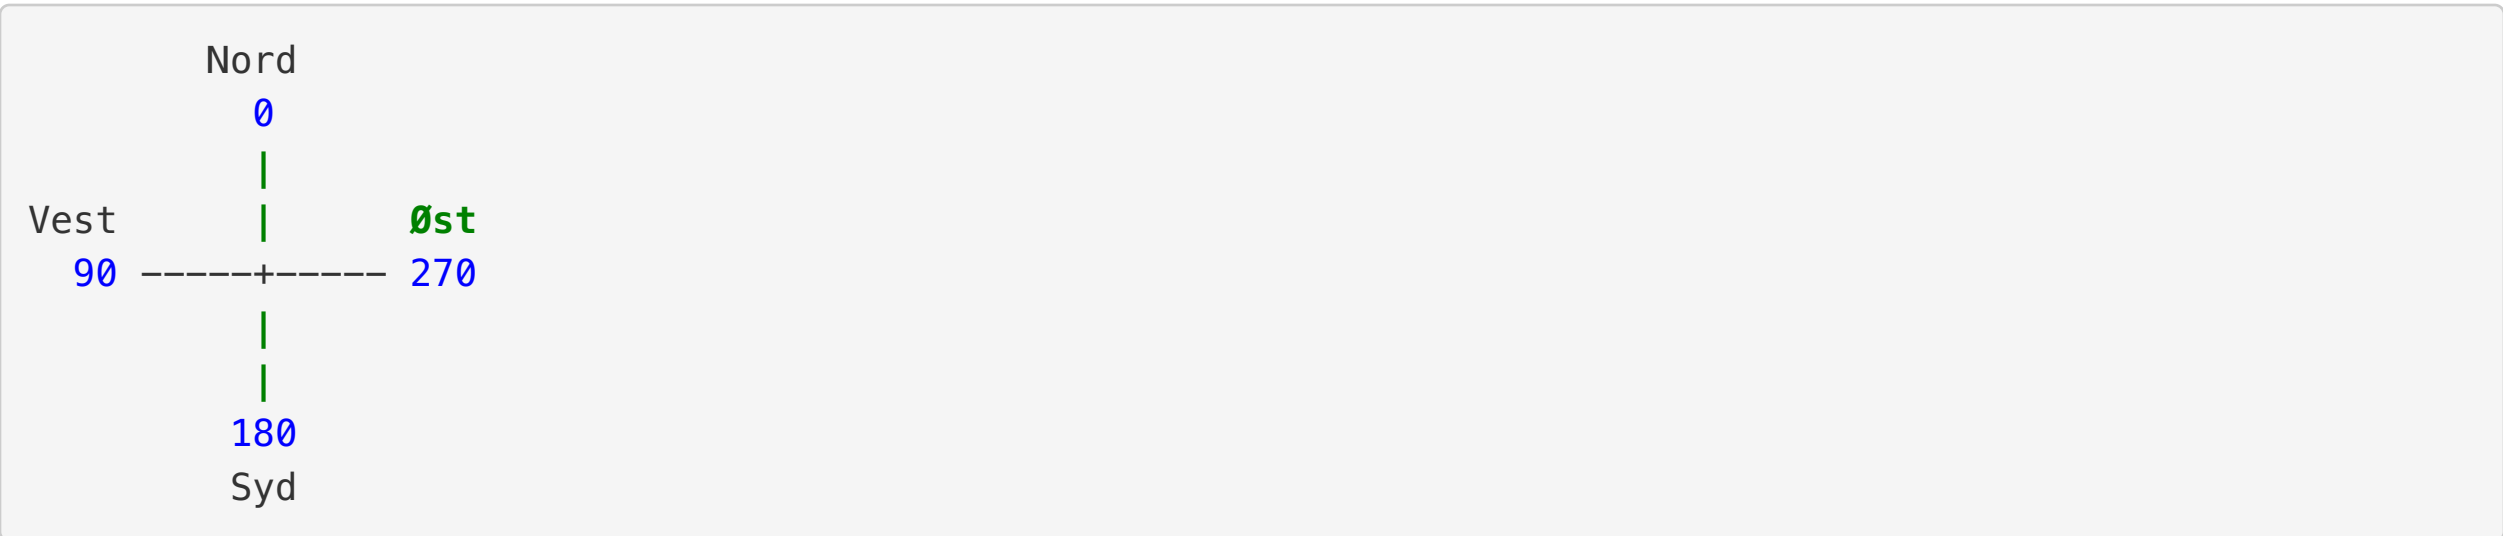 Nord
0
|
Vest | Øst
90 -----+----- 270
|
|
180
Syd